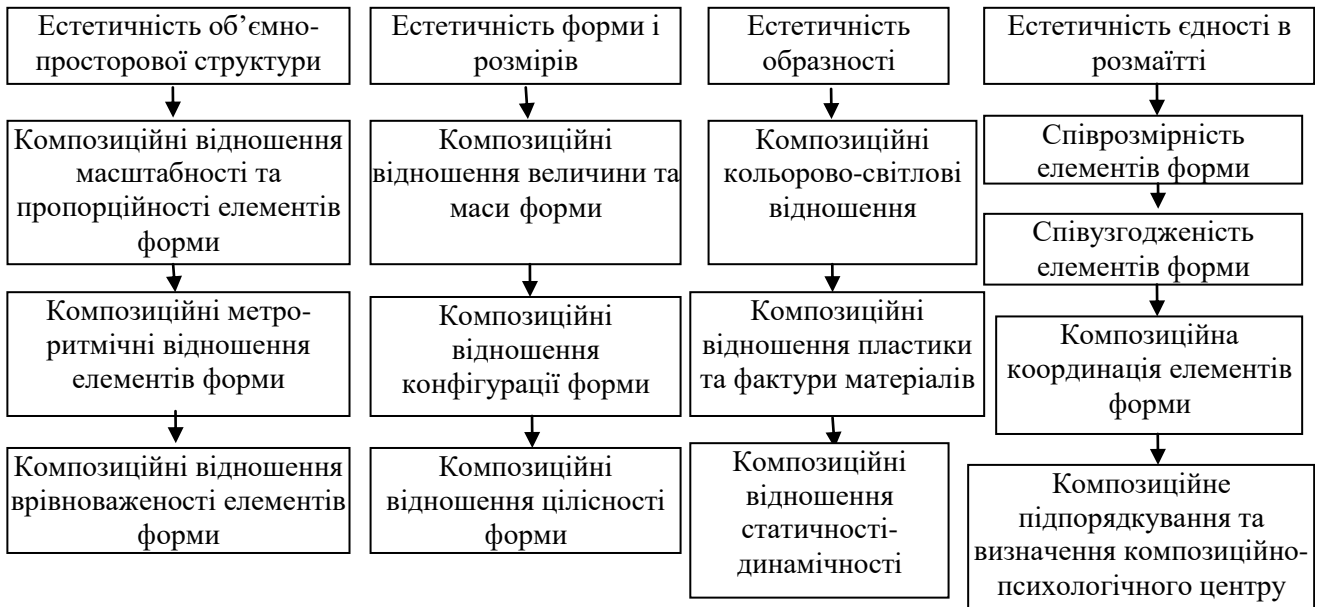 Естетичність об’ємно-
просторової структури
Композиційні відношення
масштабності та
пропорційності елементів
форми
Композиційні метро-
ритмічні відношення
елементів форми
Композиційні відношення
врівноваженості елементів
форми
Естетичність форми і
розмірів
Композиційні
відношення величини та
маси форми
Композиційні
відношення
конфігурації форми
Композиційні
відношення цілісності
форми
Естетичність
образності
Композиційні
кольорово-світлові
відношення
Композиційні
відношення пластики
та фактури матеріалів
Композиційні
відношення
статичності-
динамічності
Естетичність єдності в
розмаїтті
Співрозмірність
елементів форми
Співузгодженість
елементів форми
Композиційна
координація елементів
форми
Композиційне
підпорядкування та
визначення композиційно-
психологічного центру